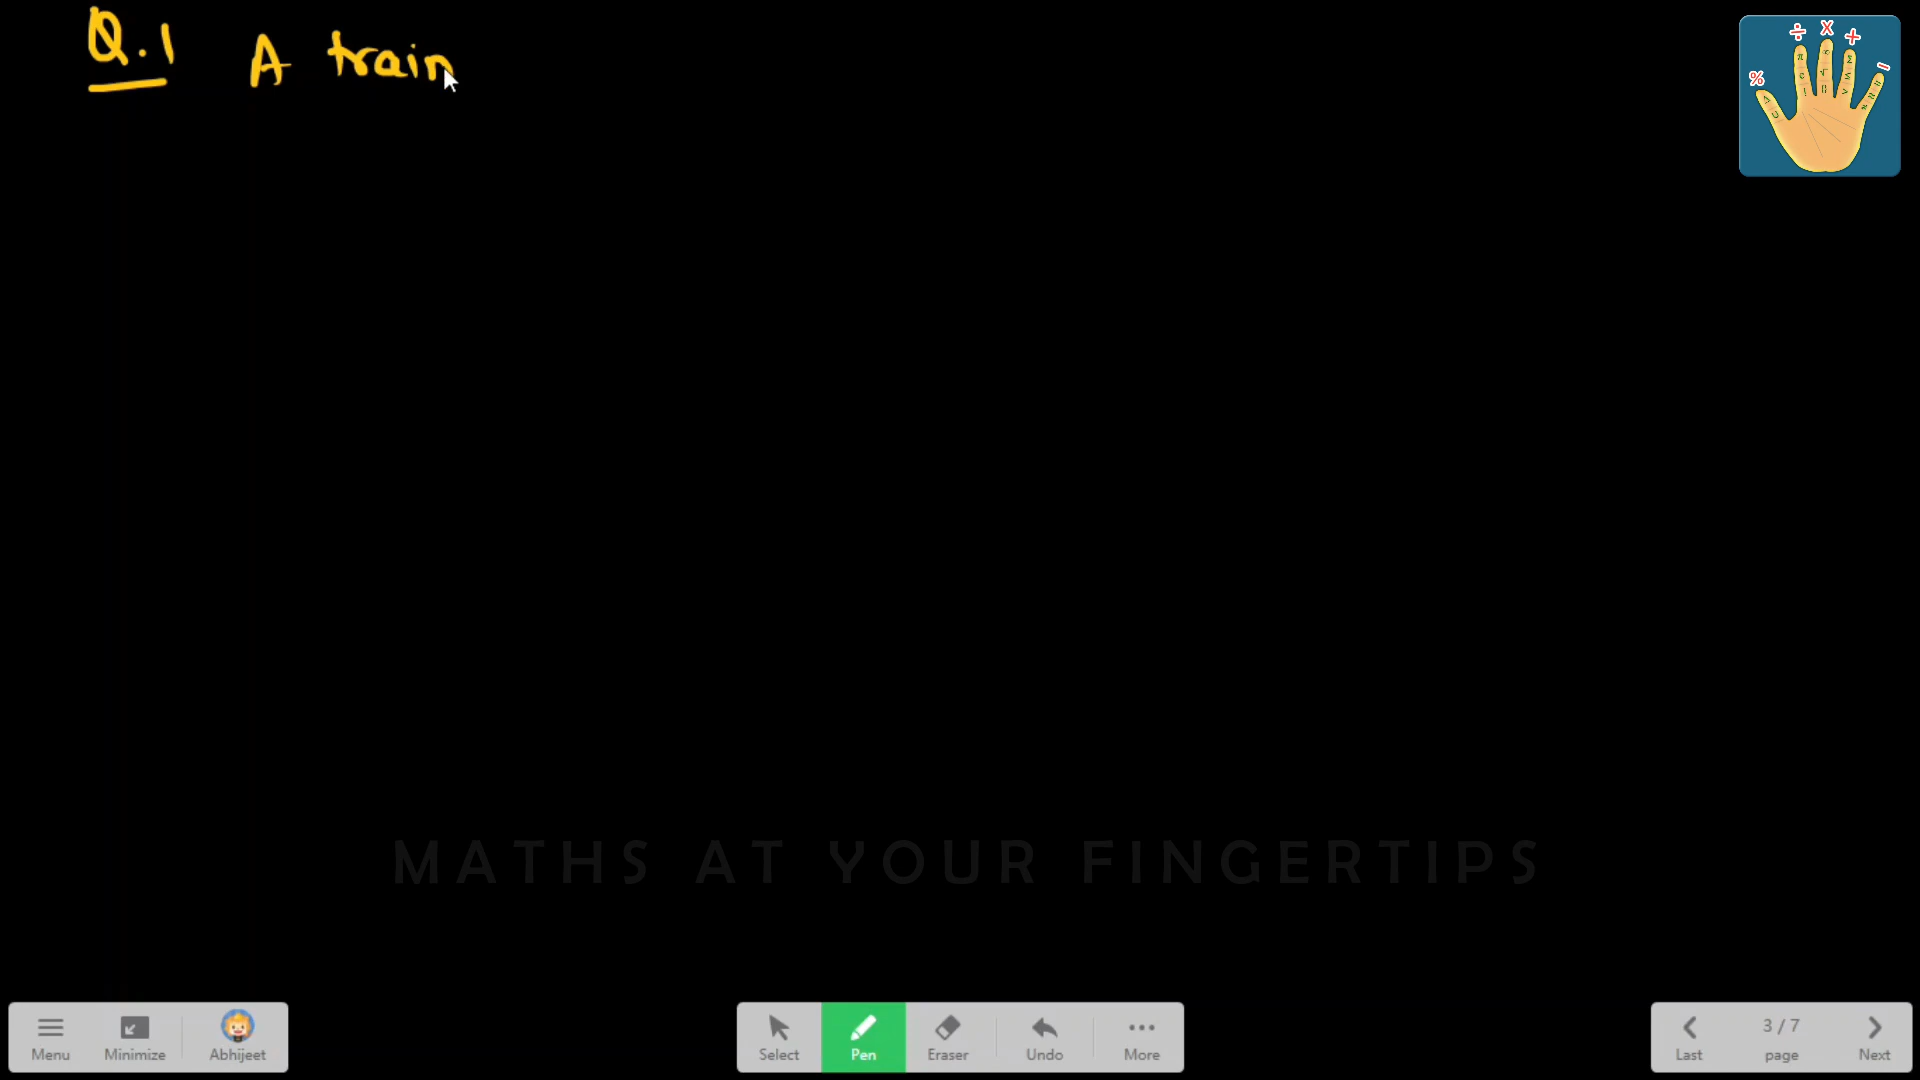 Q.1 A train
÷ x + - %
MATHS AT YOUR FINGERTIPS
Menu Minimize Abhijeet Select Pen Eraser Undo More Last 3 / 7 page Next